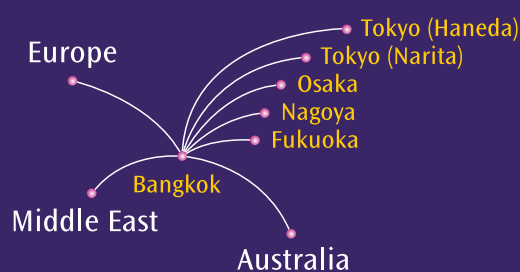 Tokyo (Haneda)
Europe
Tokyo (Narita)
Osaka
Nagoya
Fukuoka
Bangkok
Middle East
Australia